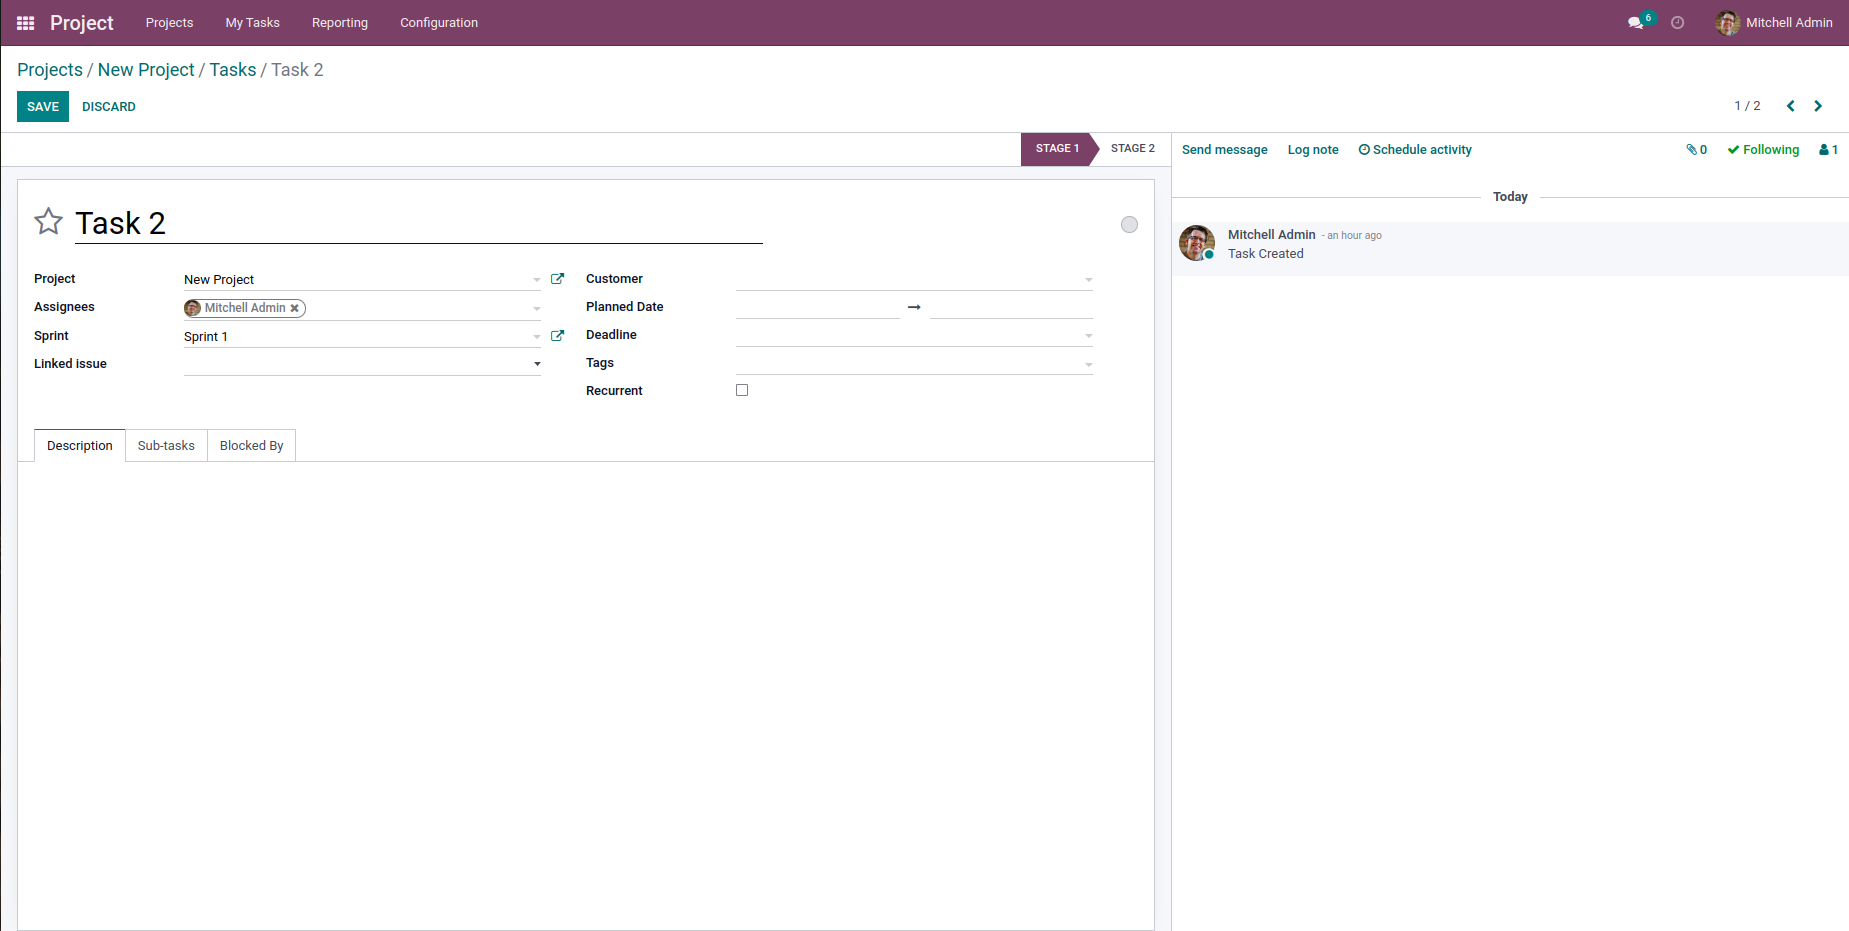 Project Projects My Tasks Reporting Configuration 6 Mitchell Admin
Projects / New Project / Tasks / Task 2
SAVE DISCARD 1 / 2
STAGE 1 STAGE 2 Send message Log note Schedule activity 0 Following 1
Today
Task 2
Mitchell Admin - an hour ago
Task Created
Project New Project Customer
Assignees Mitchell Admin Planned Date
Sprint Sprint 1 Deadline
Linked issue Tags
Recurrent
Description Sub-tasks Blocked By